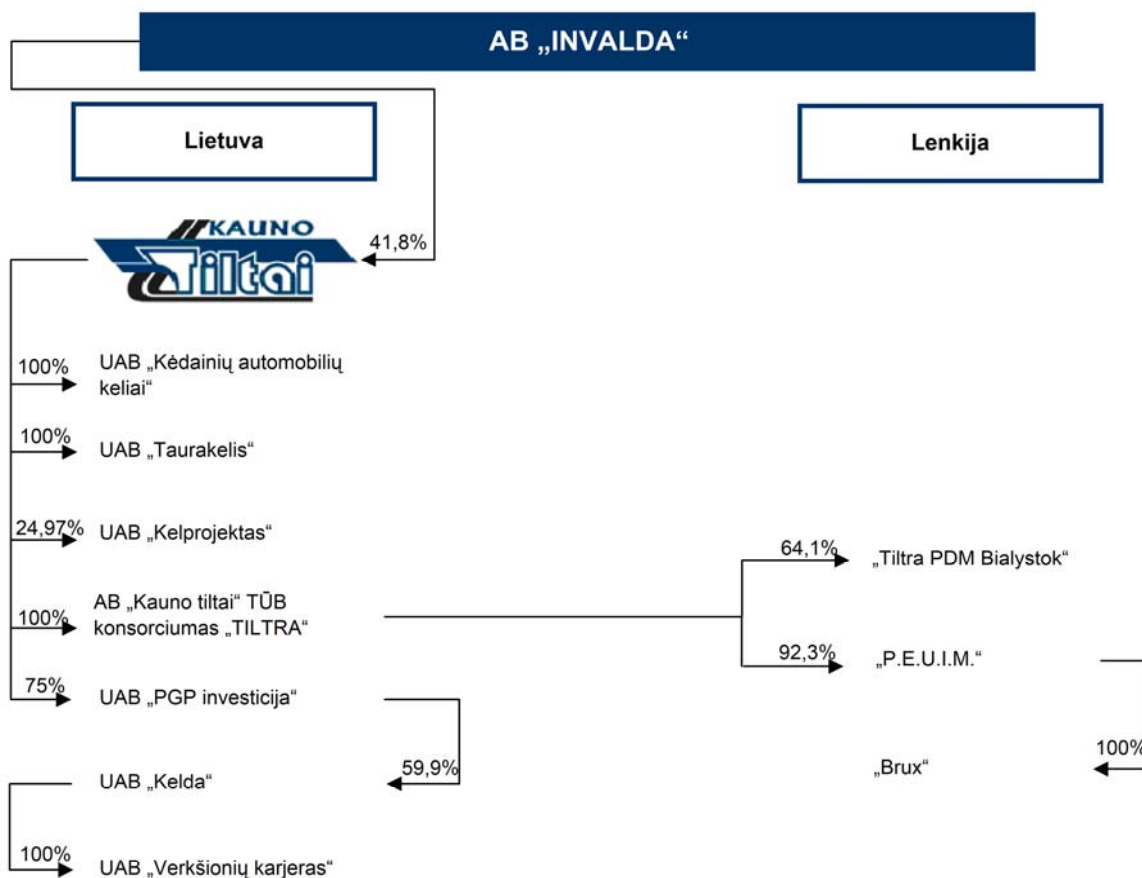 AB „INVALDA“
Lietuva
Lenkija
KAUNO
Tiltai
41,8%
100%
UAB „Kėdainių automobilių
keliai“
100%
UAB „Taurakelis“
24,97%
UAB „Kelprojektas“
64,1%
„Tiltra PDM Bialystok“
100%
AB „Kauno tiltai“ TŪB
konsorciumas „TILTRA“
92,3%
„P.E.U.I.M.“
75%
UAB „PGP investicija“
59,9%
UAB „Kelda“
„Brux“
100%
100%
UAB „Verkšionių karjeras“